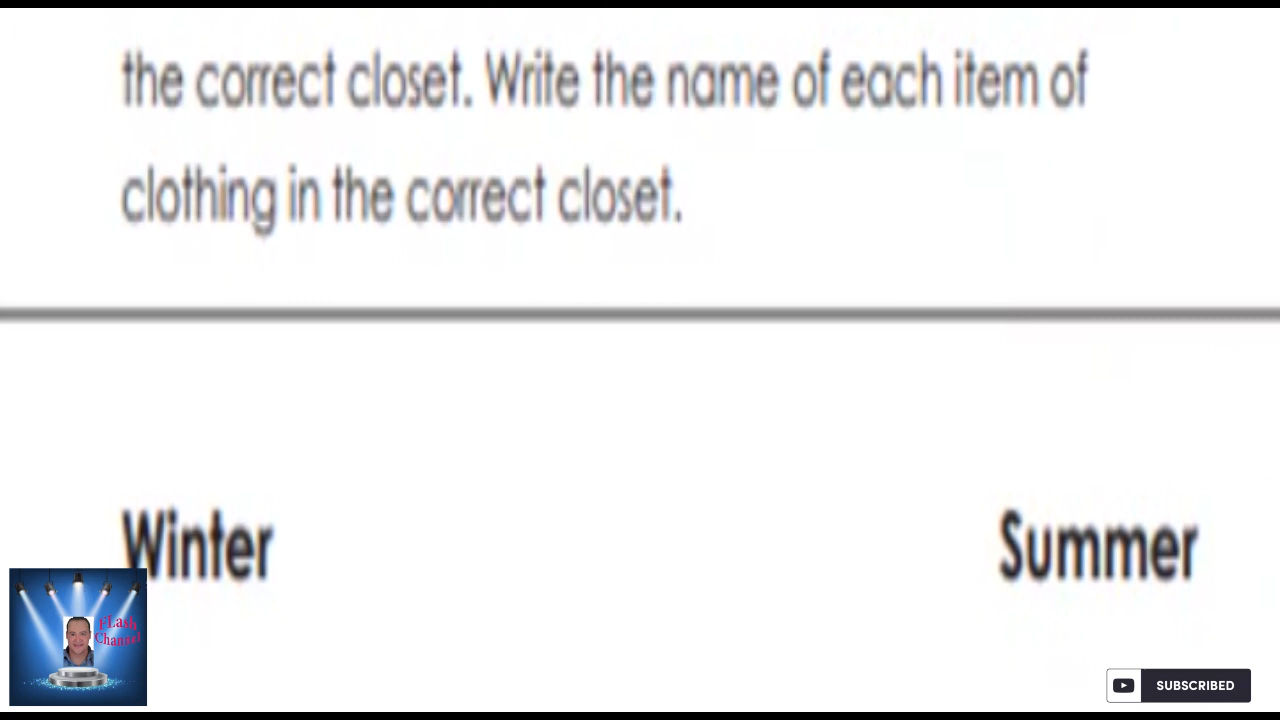 the correct closet. Write the name of each item of
clothing in the correct closet.
Winter
Summer
FLash
Channel
SUBSCRIBED